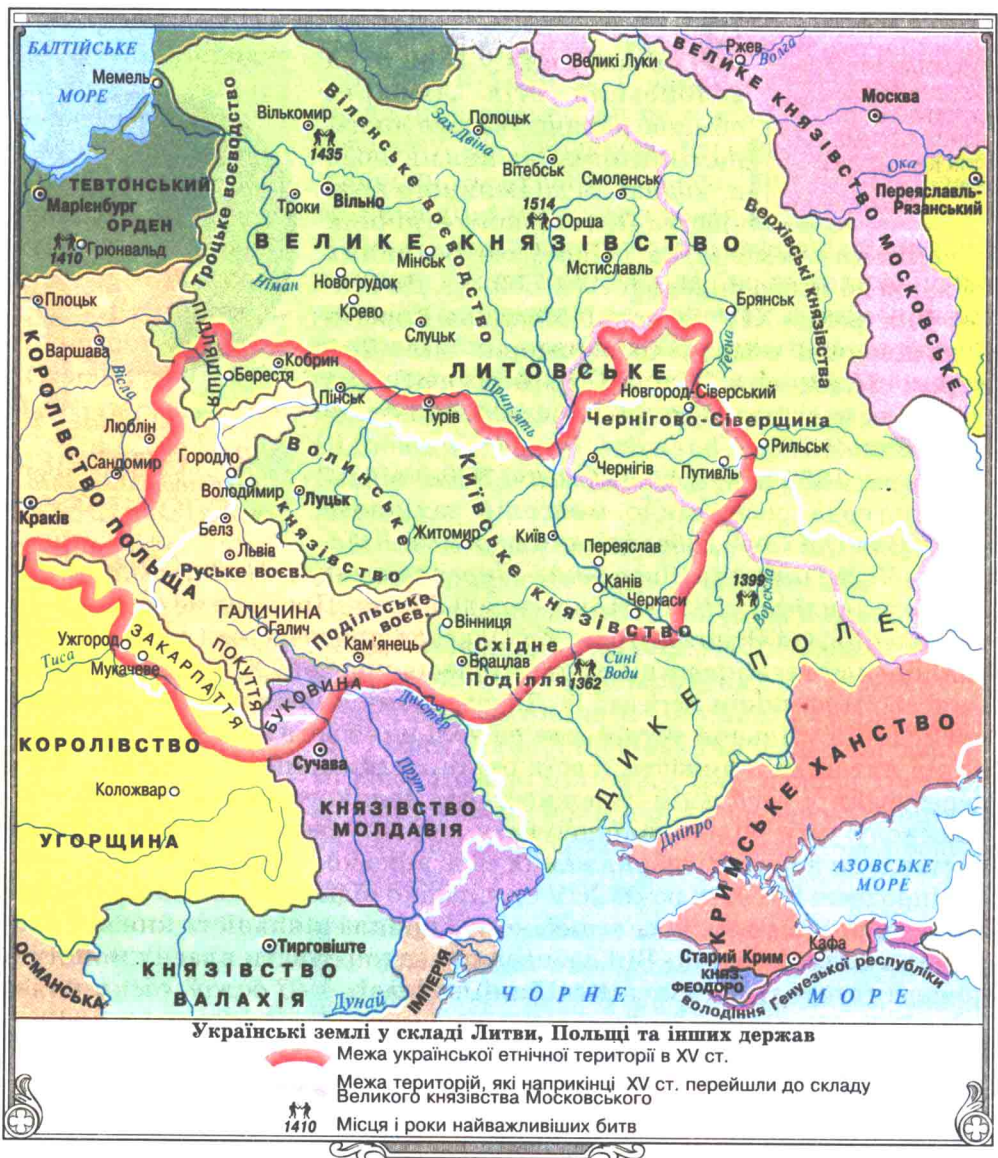 БАЛТІЙСЬКЕ
МОРЕ
Мемель
ТЕВТОНСЬКИЙ
Марієнбург
ОРДЕН
1410
Грюнвальд
Троцьке воєводство
Вількомир
1435
Віленське воєводство
Троки
Вільно
Полоцьк
Зах. Двіна
Вітебськ
Смоленськ
1514
Орша
Великі Луки
Ржев
Волга
ВЕЛИКЕ КНЯЗІВСТВО МОСКОВСЬКЕ
Москва
Ока
Переяславль-
Рязанський
Верхівські князівства
ВЕЛИКЕ КНЯЗІВСТВО
ЛИТОВСЬКЕ
Мінськ
Мстиславль
Німан
Новогрудок
Крево
Слуцьк
Брянськ
Десна
Плоцьк
Варшава
Вісла
КОРОЛІВСТВО ПОЛЬЩА
ПІДЛЯШШЯ
Кобрин
Берестя
Пінськ
Турів
Прип'ять
Новгород-Сіверський
Чернігово-Сіверщина
Рильськ
Люблін
Сандомир
Городло
Волинське князівство
Володимир
Луцьк
Київське князівство
Чернігів
Путивль
Краків
Белз
Львів
Руське воєв.
Житомир
Київ
Переяслав
Канів
Черкаси
1399
Ворскла
ГАЛИЧИНА
Галич
Подільське
воєв.
Вінниця
Східне
Поділля
Брацлав
Сині
Води
1362
ДИКЕ ПОЛЕ
Ужгород
Тиса
Мукачеве
ЗАКАРПАТТЯ
ПОКУТТЯ
Кам'янець
БУКОВИНА
Дністер
КОРОЛІВСТВО
УГОРЩИНА
Коложвар
Сучава
Прут
КНЯЗІВСТВО
МОЛДАВІЯ
Дніпро
КРИМСЬКЕ ХАНСТВО
АЗОВСЬКЕ
МОРЕ
Старий Крим
Кафа
КНЯЗ.
ФЕОДОРО
володіння Генуезької республіки
ОСМАНСЬКА
ІМПЕРІЯ
Тирговіште
КНЯЗІВСТВО
ВАЛАХІЯ
Дунай
ЧОРНЕ МОРЕ
Українські землі у складі Литви, Польщі та інших держав
Межа української етнічної території в XV ст.
Межа територій, які наприкінці XV ст. перейшли до складу
Великого князівства Московського
1410
Місця і роки найважливіших битв